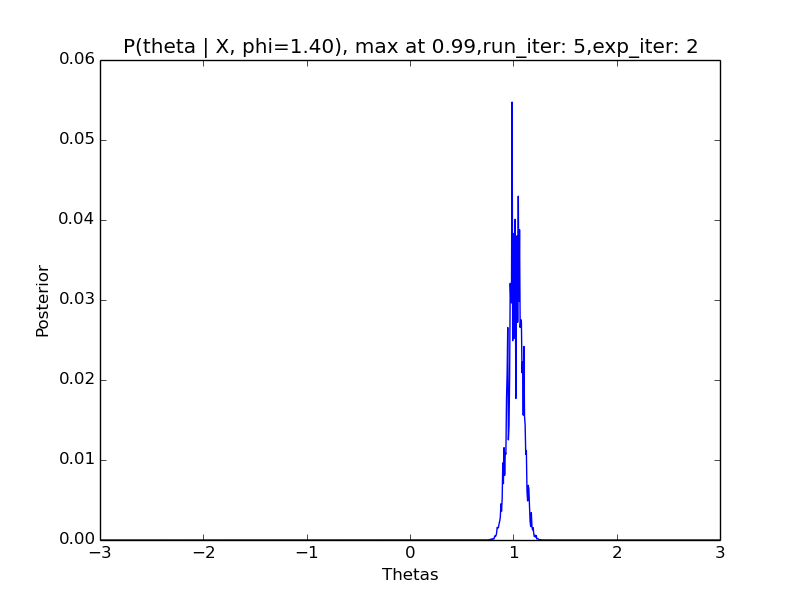 P(theta | X, phi=1.40), max at 0.99,run_iter: 5,exp_iter: 2
0.06
0.05
0.04
0.03
0.02
0.01
0.00
Posterior
−3 −2 −1 0 1 2 3
Thetas